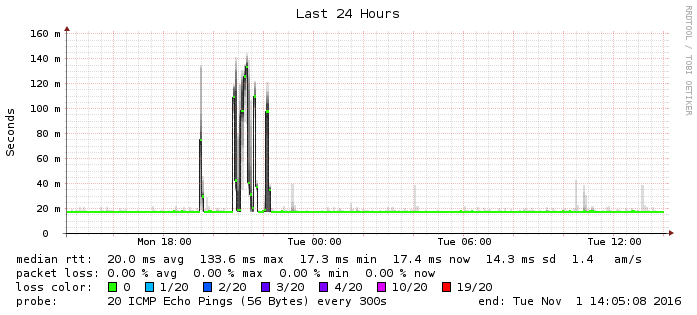 Last 24 Hours
RRDTOOL / TOBI OETIKER
Seconds
160 m
140 m
120 m
100 m
80 m
60 m
40 m
20 m
0
Mon 18:00 Tue 00:00 Tue 06:00 Tue 12:00
median rtt: 20.0 ms avg 133.6 ms max 17.3 ms min 17.4 ms now 14.3 ms sd 1.4 am/s
packet loss: 0.00 % avg 0.00 % max 0.00 % min 0.00 % now
loss color: 0 1/20 2/20 3/20 4/20 10/20 19/20
probe: 20 ICMP Echo Pings (56 Bytes) every 300s end: Tue Nov 1 14:05:08 2016